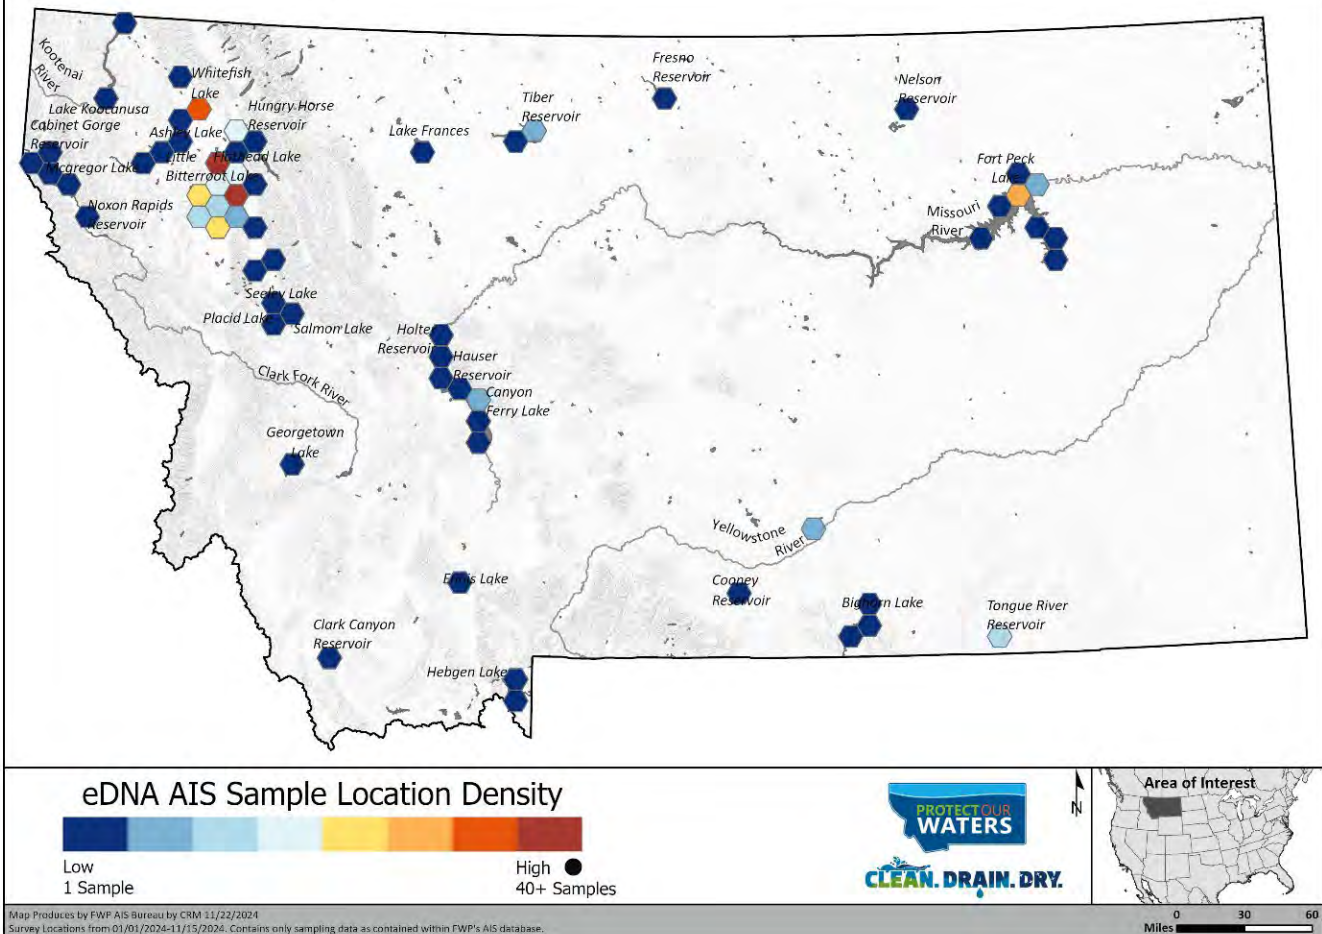 Kootenai
River
Whitefish
Lake
Lake Koocanusa
Cabinet Gorge
Reservoir
Ashley Lake
Hungry Horse
Reservoir
Little
Bitterroot Lake
Flathead Lake
Mcgregor Lake
Noxon Rapids
Reservoir
Lake Frances
Tiber
Reservoir
Fresno
Reservoir
Nelson
Reservoir
Fort Peck
Lake
Missouri
River
Seeley Lake
Placid Lake
Salmon Lake
Holter
Reservoir
Hauser
Reservoir
Canyon
Ferry Lake
Clark Fork River
Georgetown
Lake
Yellowstone
River
Ennis Lake
Cooney
Reservoir
Bighorn Lake
Tongue River
Reservoir
Clark Canyon
Reservoir
Hebgen Lake
eDNA AIS Sample Location Density
Low
1 Sample
High
40+ Samples
PROTECT OUR
WATERS
CLEAN. DRAIN. DRY.
N
Area of Interest
Map Produces by FWP AIS Bureau by CRM 11/22/2024
Survey Locations from 01/01/2024-11/15/2024. Contains only sampling data as contained within FWP's AIS database.
0 30 60
Miles